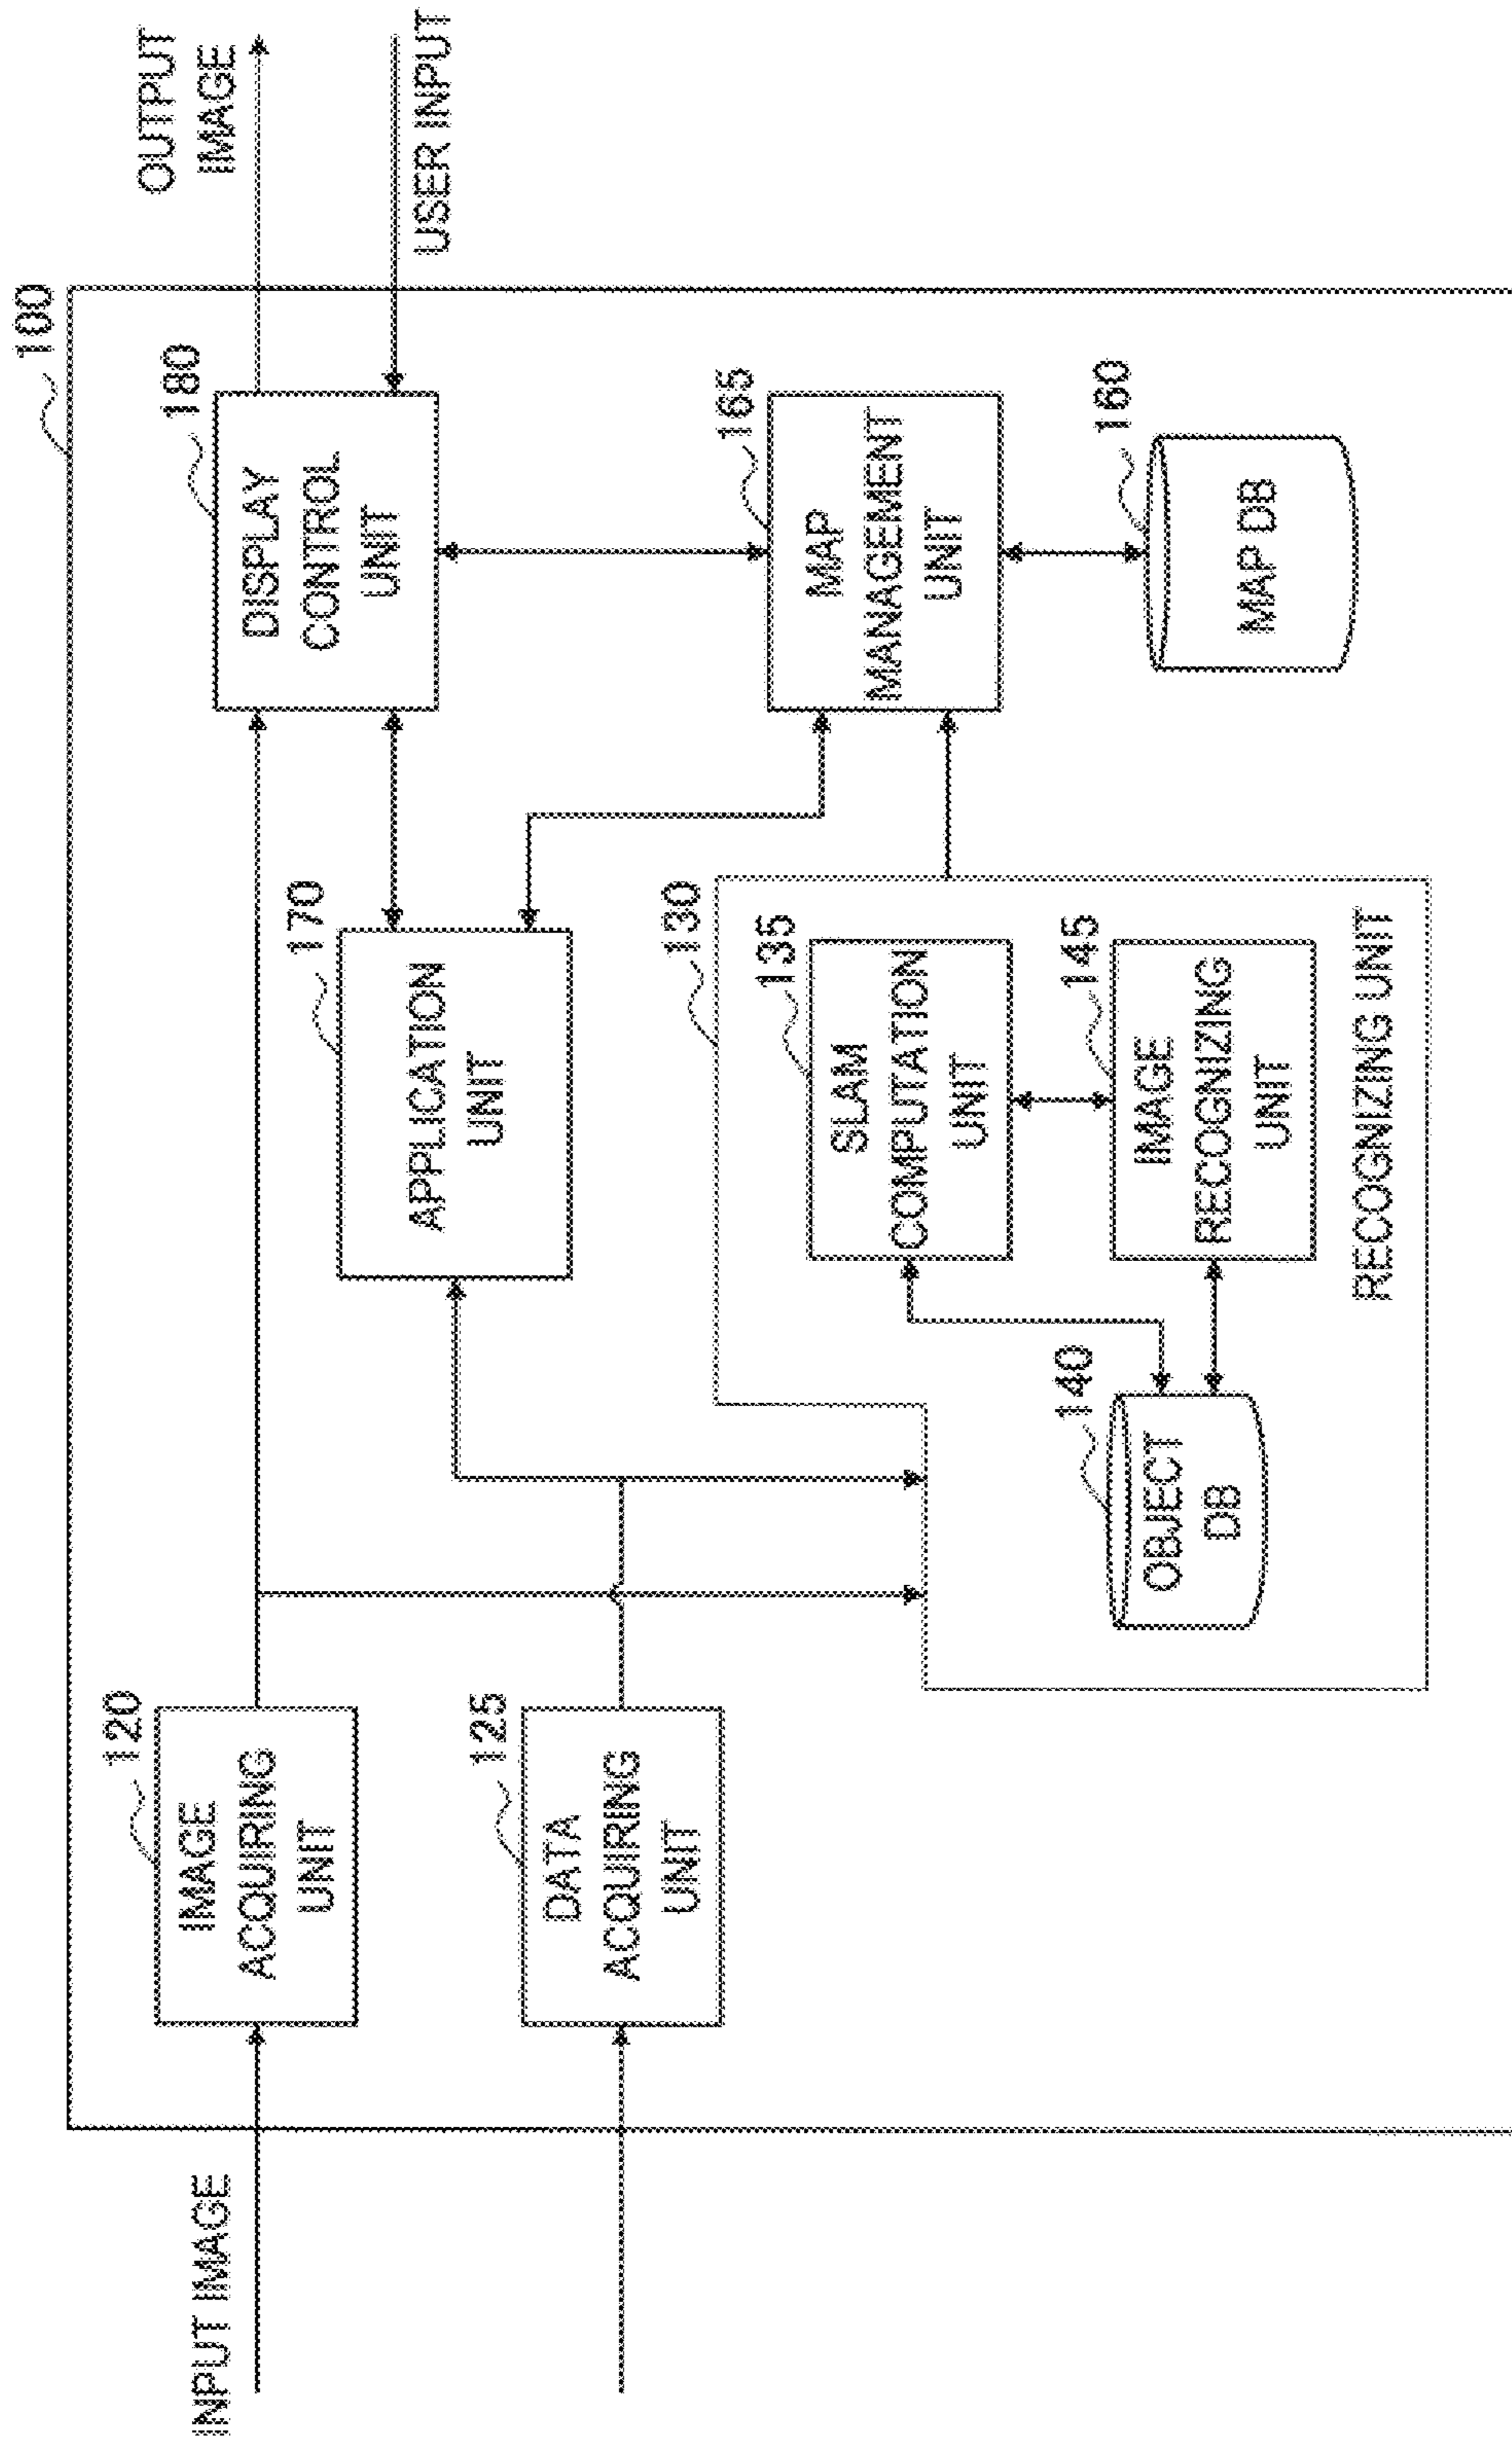 100
INPUT IMAGE
120
IMAGE
ACQUIRING
UNIT
125
DATA
ACQUIRING
UNIT
170
APPLICATION
UNIT
180
DISPLAY
CONTROL
UNIT
OUTPUT
IMAGE
USER INPUT
130
135
SLAM
COMPUTATION
UNIT
140
OBJECT
DB
145
IMAGE
RECOGNIZING
UNIT
RECOGNIZING UNIT
165
MAP
MANAGEMENT
UNIT
160
MAP DB